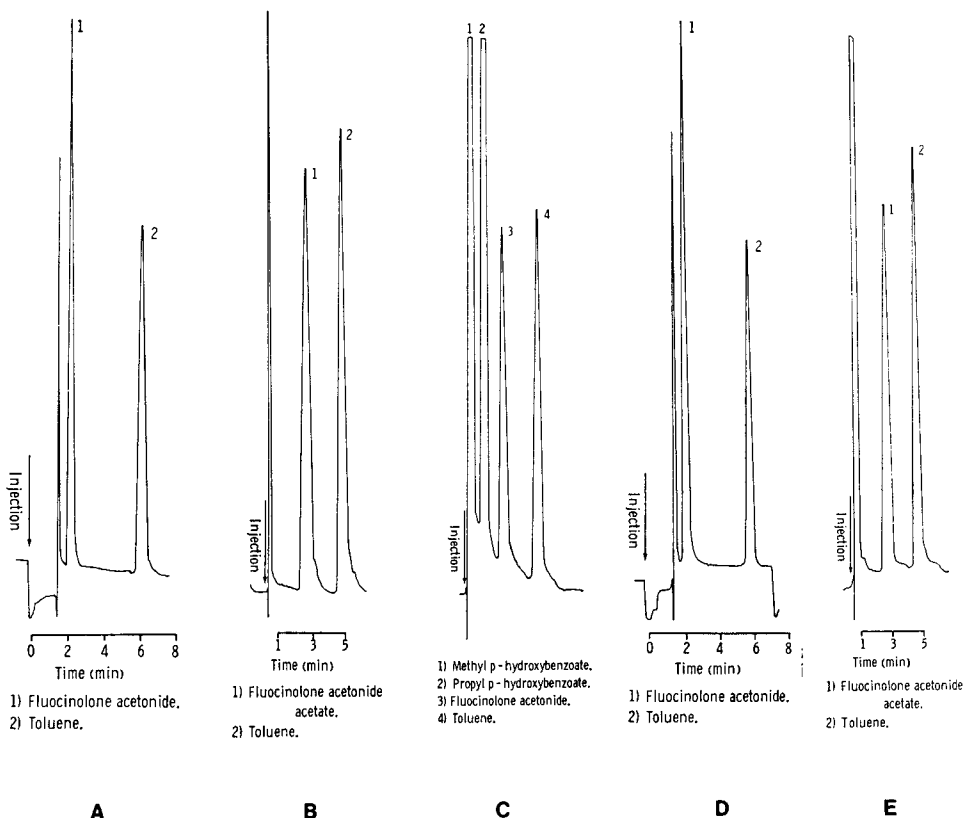 1
2
Injection
0 2 4 6 8
Time (min)
1) Fluocinolone acetonide.
2) Toluene.
A
1
2
Injection
1 3 5
Time (min)
1) Fluocinolone acetonide
acetate.
2) Toluene.
B
1 2
3
4
Injection
1) Methyl p-hydroxybenzoate.
2) Propyl p-hydroxybenzoate.
3) Fluocinolone acetonide.
4) Toluene.
C
1
2
Injection
0 2 4 6 8
Time (min)
1) Fluocinolone acetonide.
2) Toluene.
D
1
2
Injection
1 3 5
Time (min)
1) Fluocinolone acetonide
acetate.
2) Toluene.
E